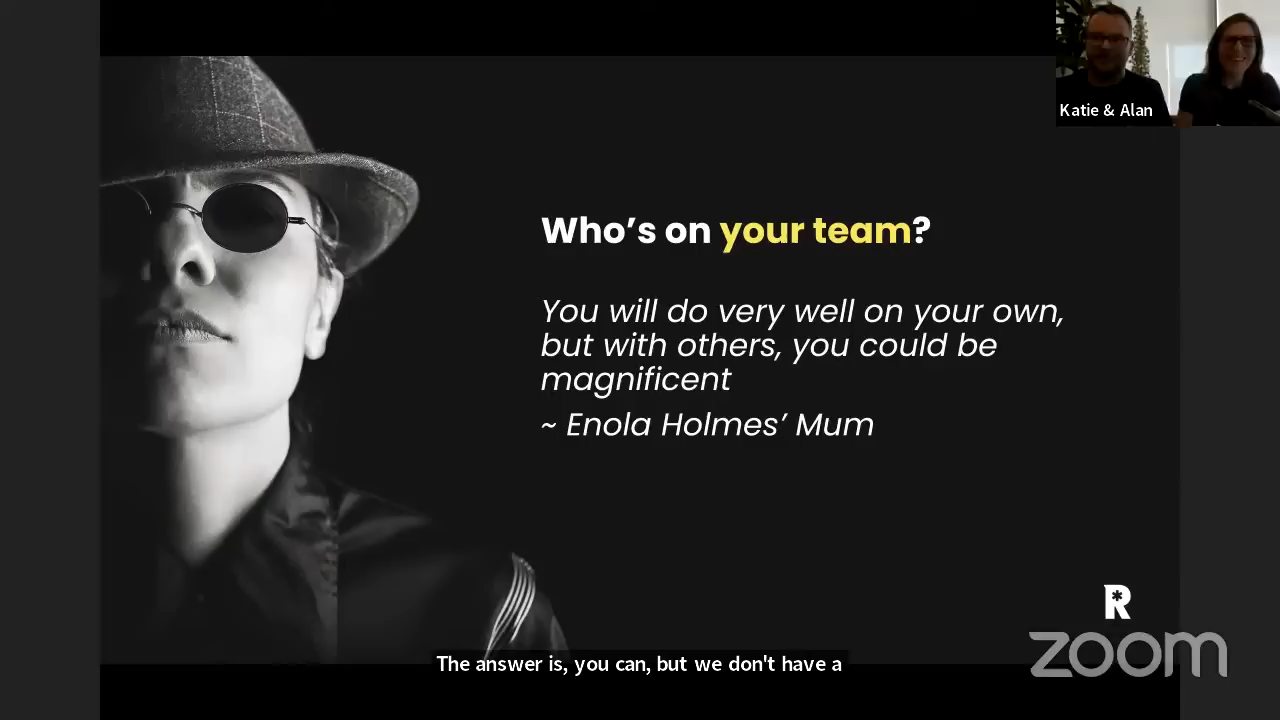 Katie & Alan
Who’s on your team?
You will do very well on your own,
but with others, you could be
magnificent
~ Enola Holmes’ Mum
R
zoom
The answer is, you can, but we don't have a